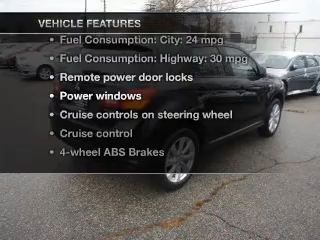 VEHICLE FEATURES
• Fuel Consumption: City: 24 mpg
• Fuel Consumption: Highway: 30 mpg
• Remote power door locks
• Power windows
• Cruise controls on steering wheel
• Cruise control
• 4-wheel ABS Brakes